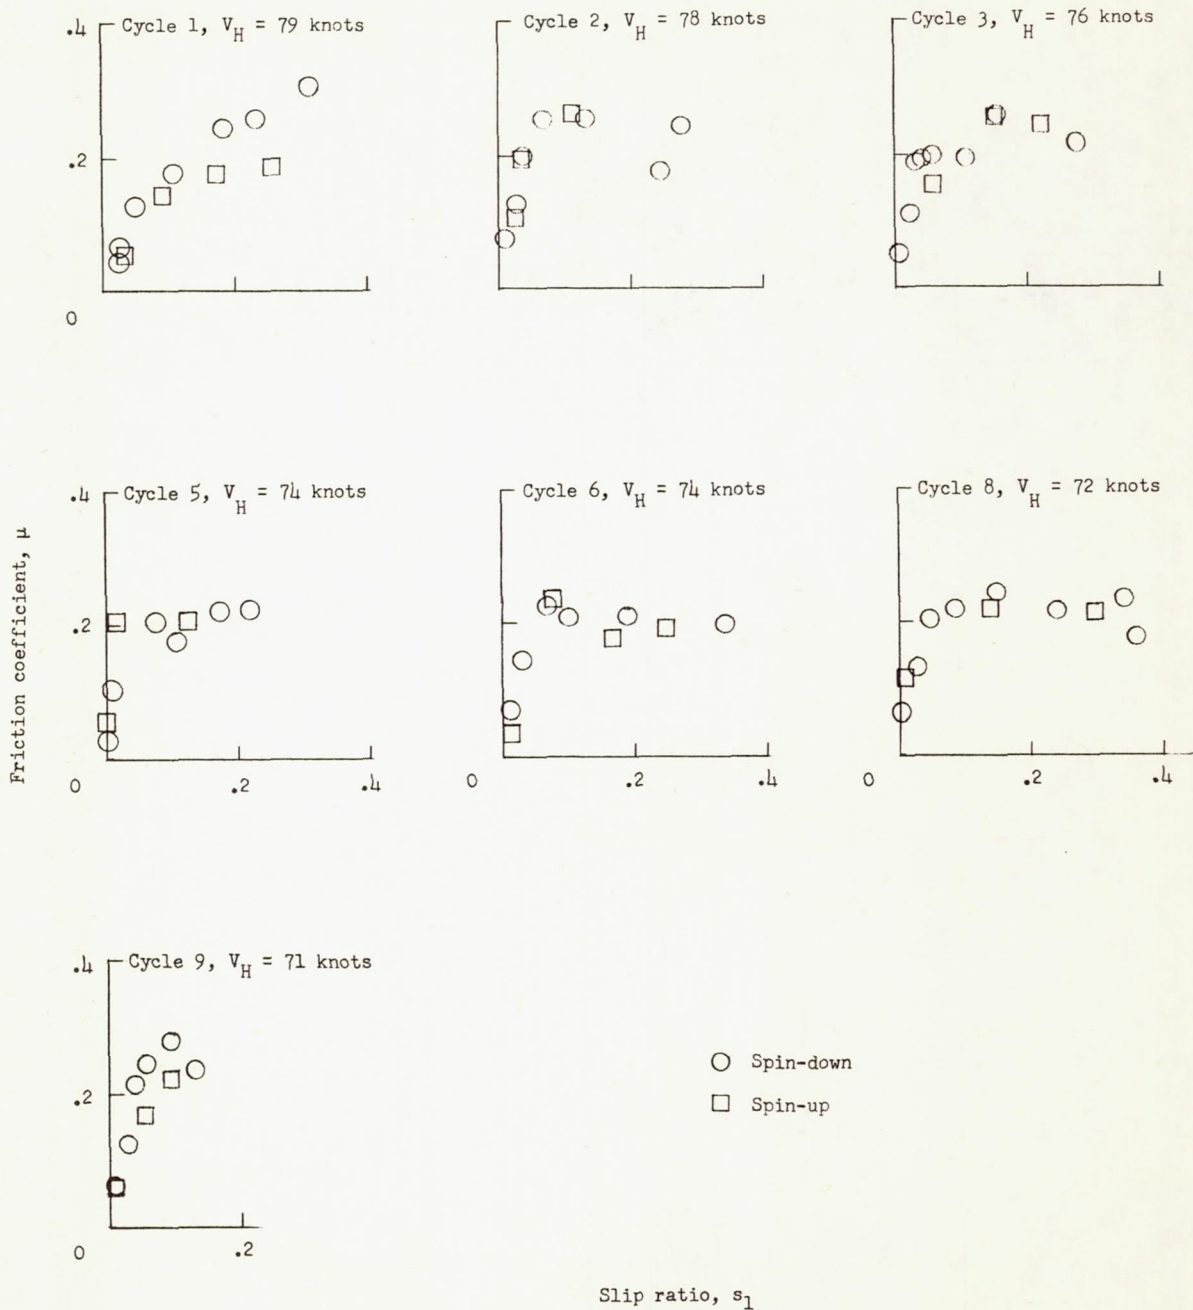 .4 Cycle 1, V_H = 79 knots
Cycle 2, V_H = 78 knots
Cycle 3, V_H = 76 knots
.2
0
.4 Cycle 5, V_H = 74 knots
Cycle 6, V_H = 74 knots
Cycle 8, V_H = 72 knots
Friction coefficient, μ
.2
0 .2 .4
0 .2 .4
0 .2 .4
.4 Cycle 9, V_H = 71 knots
.2
0 .2
Spin-down
Spin-up
Slip ratio, s_1